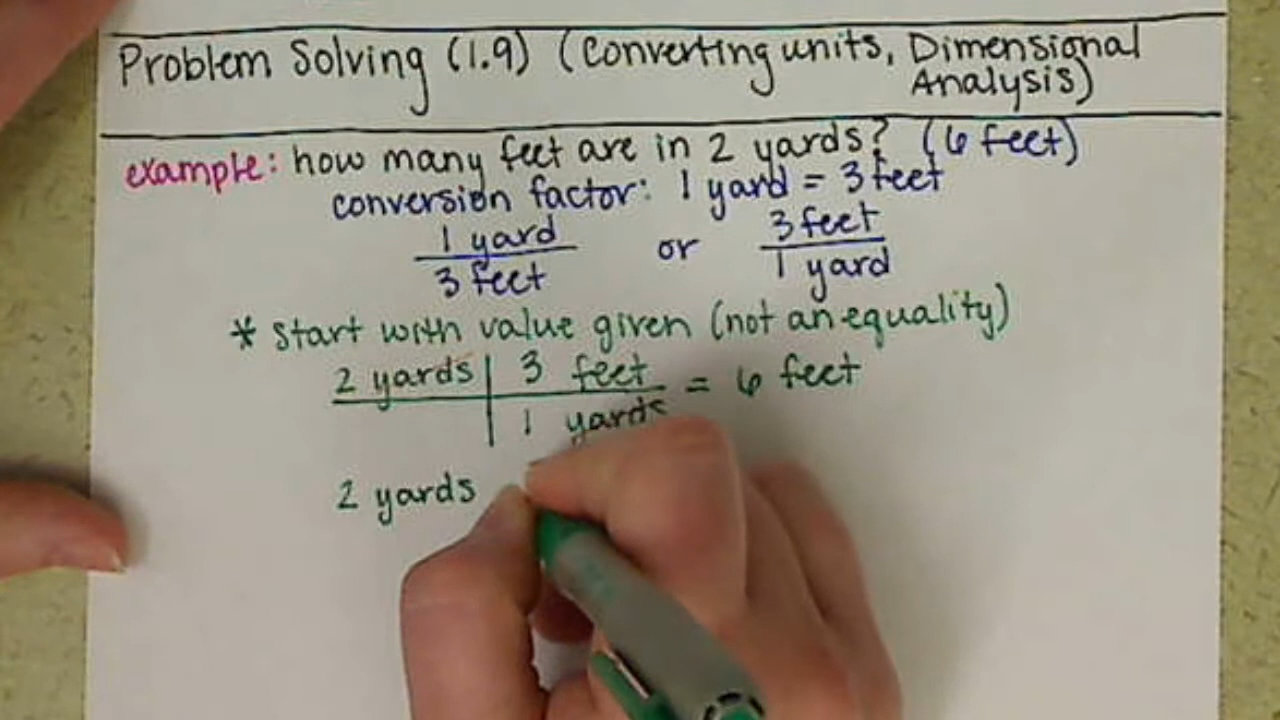 Problem Solving (1.9) (Converting units, Dimensional
Analysis)
example: how many feet are in 2 yards? (6 feet)
conversion factor: 1 yard = 3 feet
1 yard or 3 feet
3 feet 1 yard
* start with value given (not an equality)
2 yards 3 feet = 6 feet
1 yards
2 yards